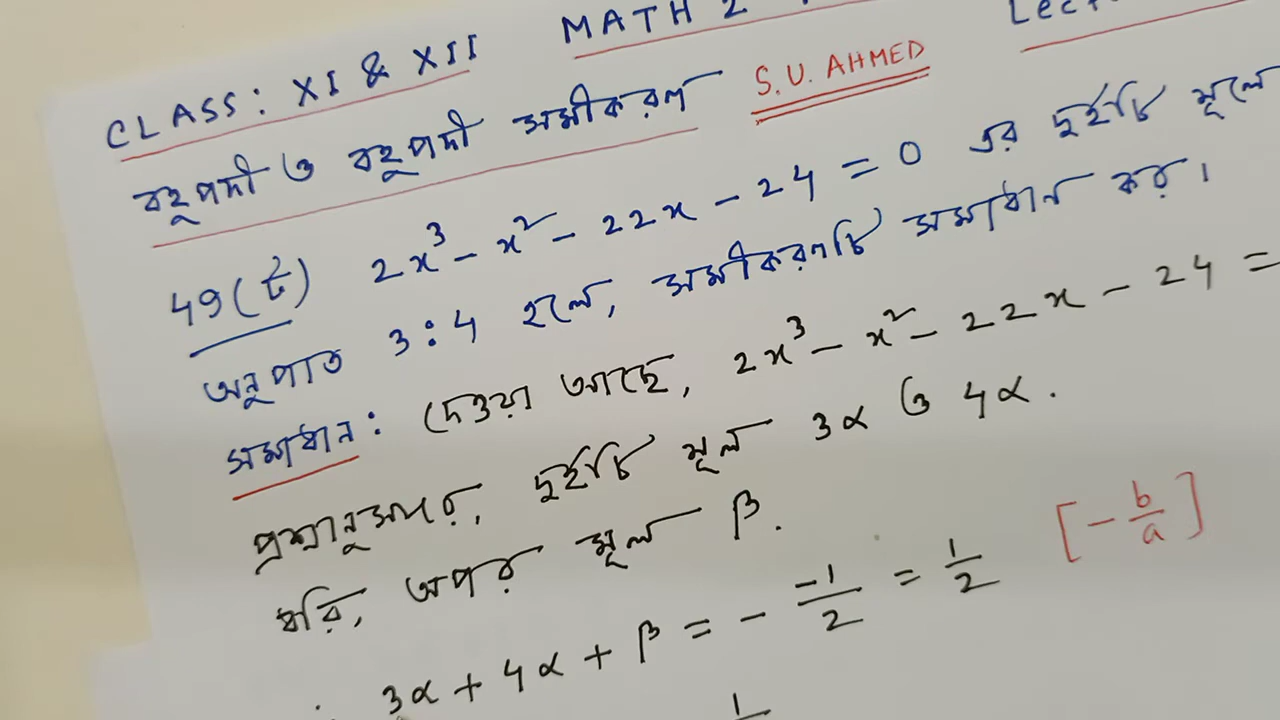 CLASS: XI & XII MATH 2
বহুপদী ও বহুপদী সমীকরণ S.U. AHMED
49(ট) 2x³ - x² - 22x - 24 = 0 এর দুইটি মূলের
অনুপাত 3:4 হলে, সমীকরণটি সমাধান কর।
সমাধান: দেওয়া আছে, 2x³ - x² - 22x - 24 =
প্রশ্নানুসারে, দুইটি মূল 3α ও 4α.
ধরি, অপর মূল β.
3α + 4α + β = - -1/2 = 1/2 [-b/a]